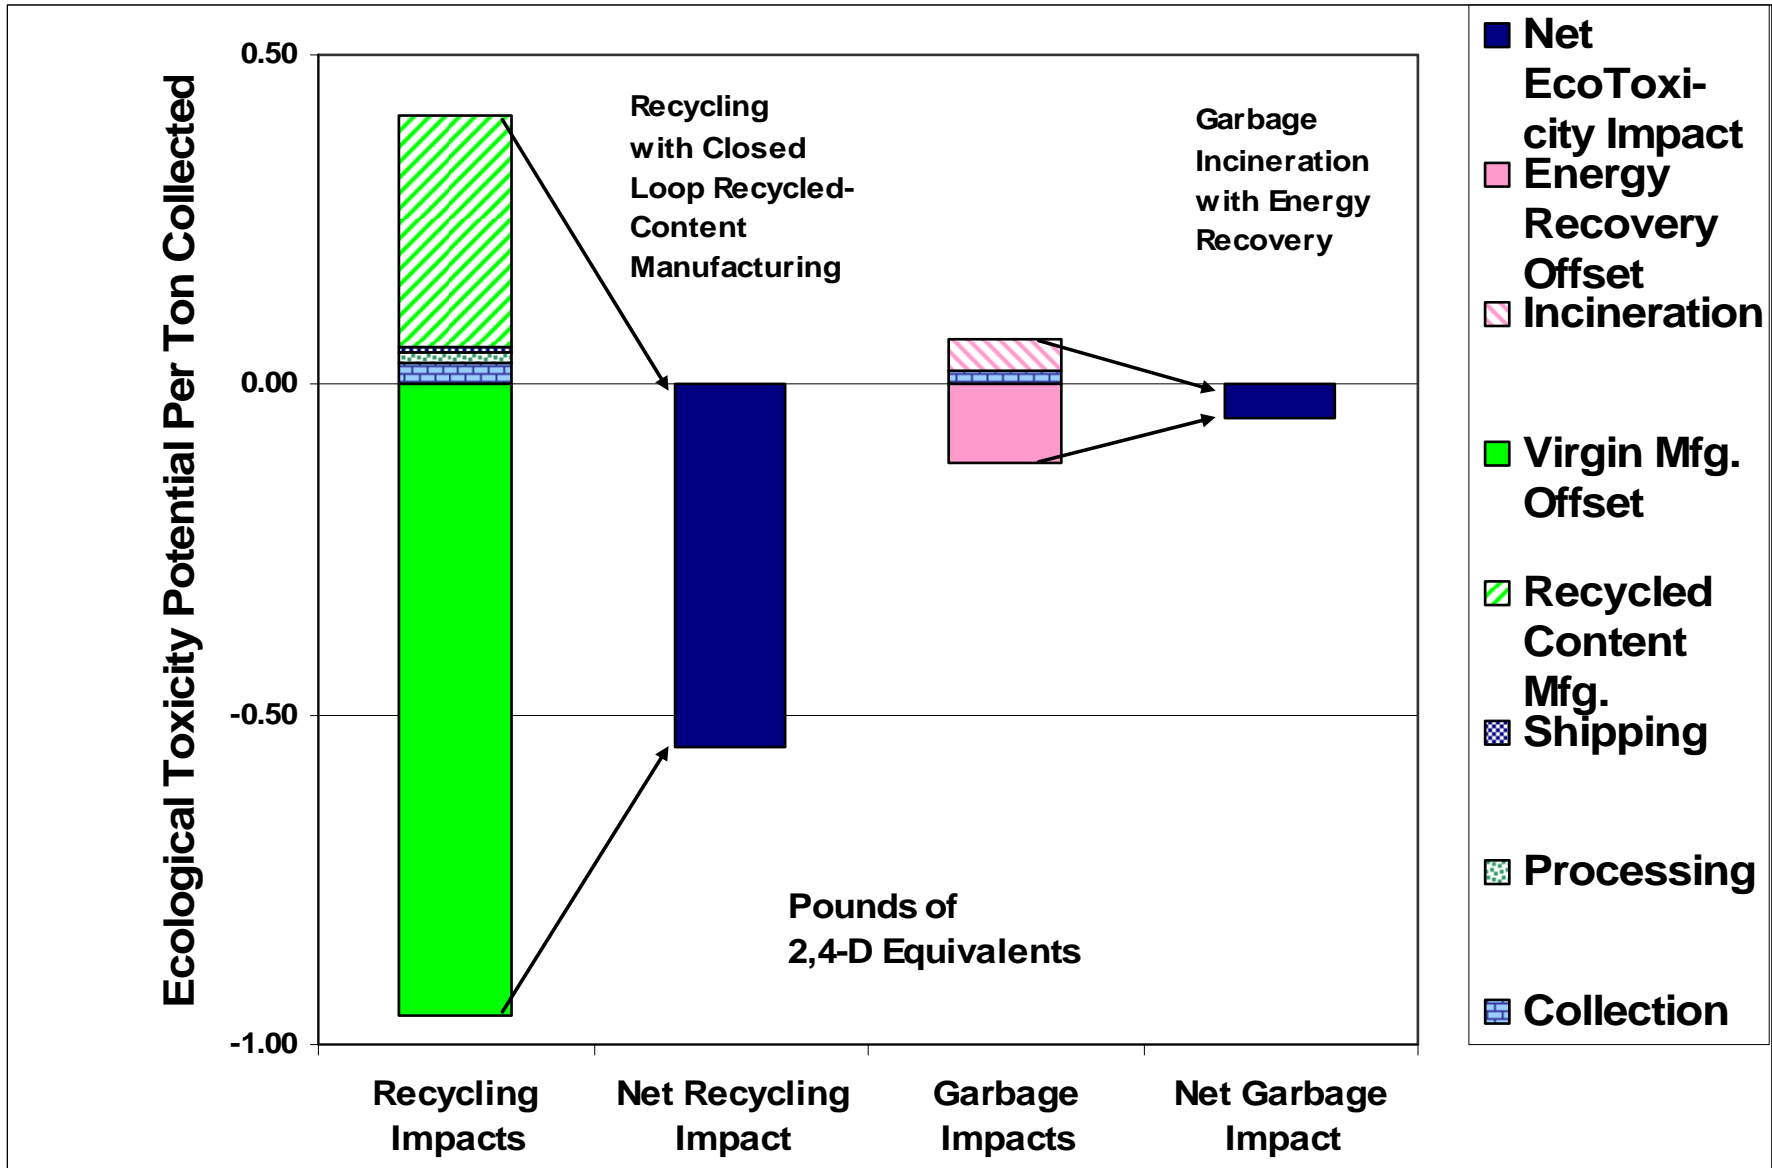 Ecological Toxicity Potential Per Ton Collected
0.50
0.00
-0.50
-1.00
Recycling
with Closed
Loop Recycled-
Content
Manufacturing
Garbage
Incineration
with Energy
Recovery
Pounds of
2,4-D Equivalents
Recycling
Impacts
Net Recycling
Impact
Garbage
Impacts
Net Garbage
Impact
Net
EcoToxi-
city Impact
Energy
Recovery
Offset
Incineration
Virgin Mfg.
Offset
Recycled
Content
Mfg.
Shipping
Processing
Collection